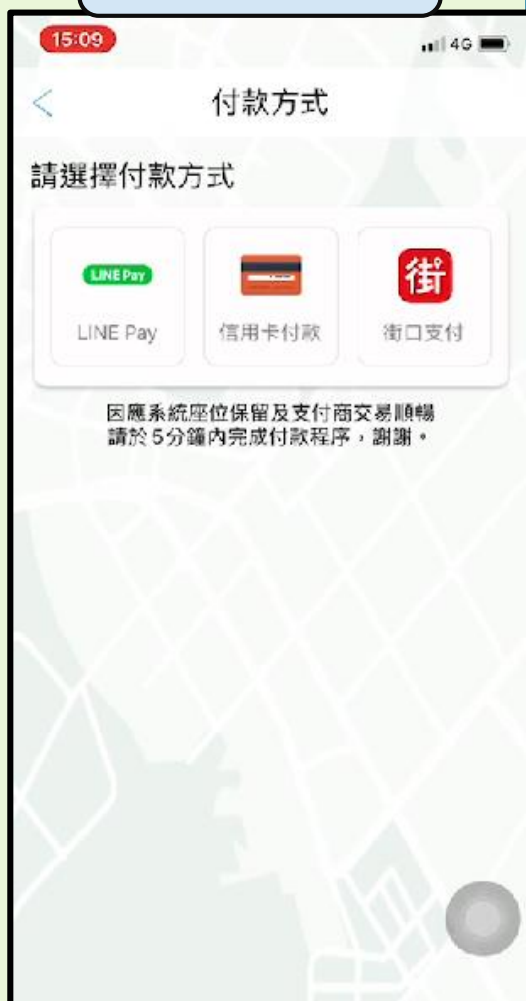 15:09
4G
付款方式
請選擇付款方式
LINE Pay
街
LINE Pay
信用卡付款
街口支付
因應系統座位保留及支付商交易順暢
請於5分鐘內完成付款程序,謝謝。